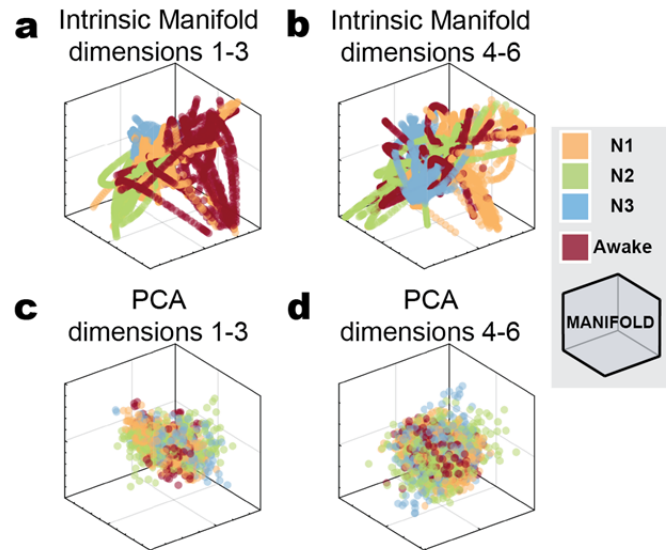 a
Intrinsic Manifold
dimensions 1-3
b
Intrinsic Manifold
dimensions 4-6
N1
N2
N3
Awake
MANIFOLD
c
PCA
dimensions 1-3
d
PCA
dimensions 4-6